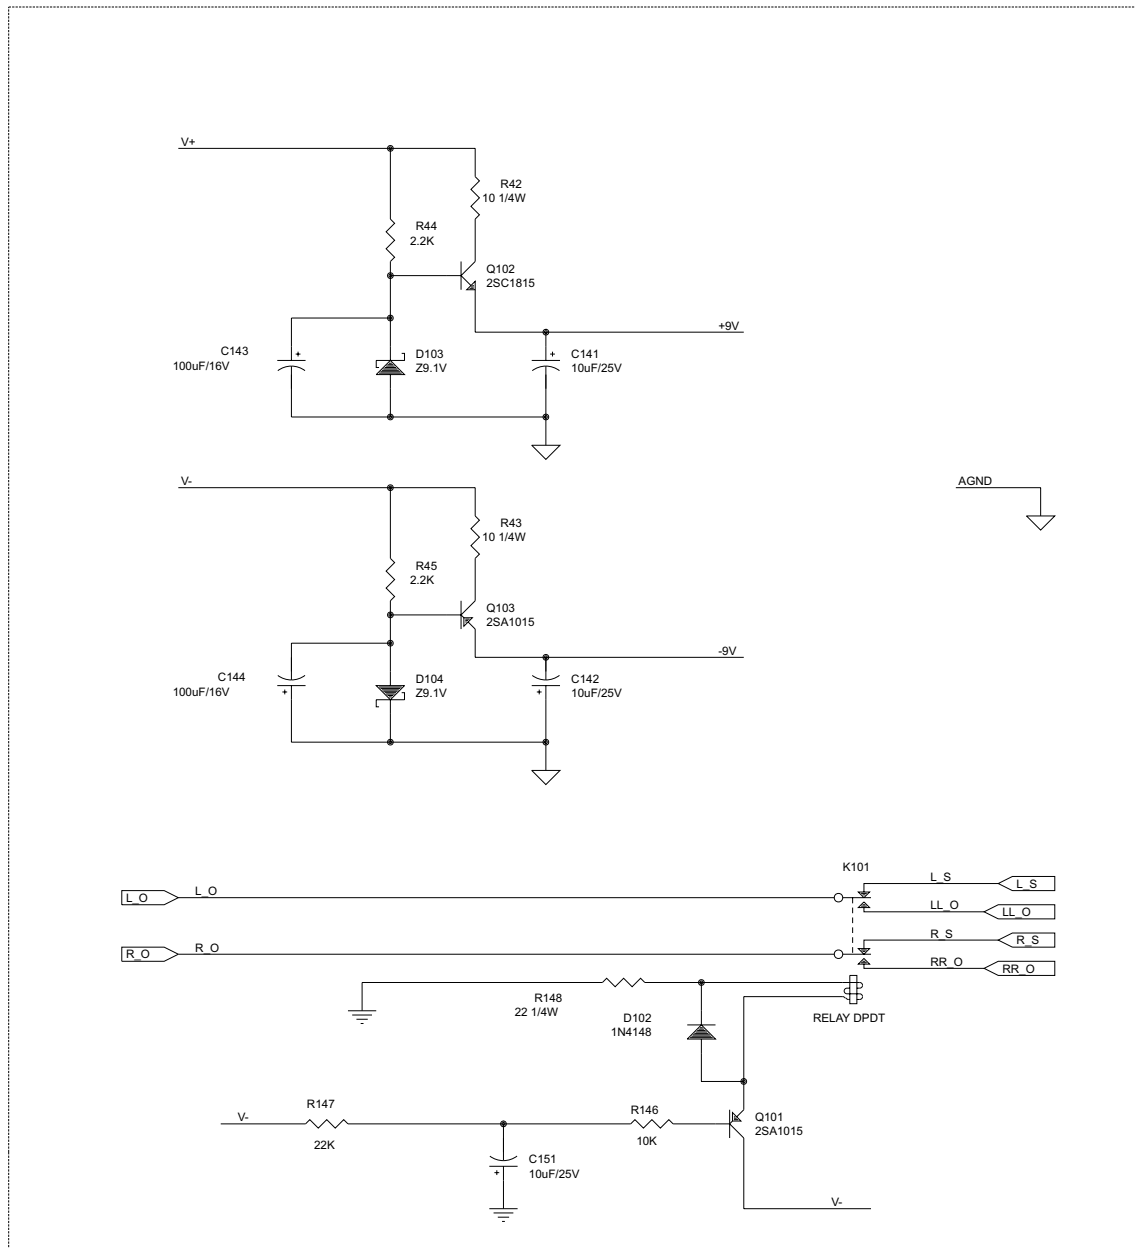 V+
R42
10 1/4W
R44
2.2K
Q102
2SC1815
+9V
C143
100uF/16V
D103
Z9.1V
C141
10uF/25V
V-
AGND
R43
10 1/4W
R45
2.2K
Q103
2SA1015
-9V
C144
100uF/16V
D104
Z9.1V
C142
10uF/25V
K101
L_O
L_O
L_S
L_S
LL_O
LL_O
R_O
R_O
R_S
R_S
RR_O
RR_O
R148
22 1/4W
D102
1N4148
RELAY DPDT
V-
R147
22K
R146
10K
Q101
2SA1015
C151
10uF/25V
V-